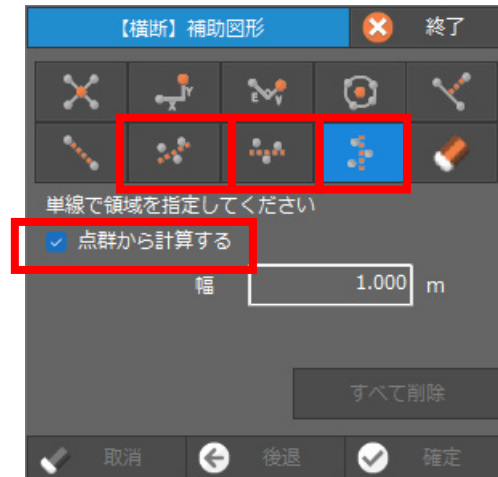 【横断】補助図形 終了
X Y E V
単線で領域を指定してください
点群から計算する
幅 1.000 m
すべて削除
取消 後退 確定